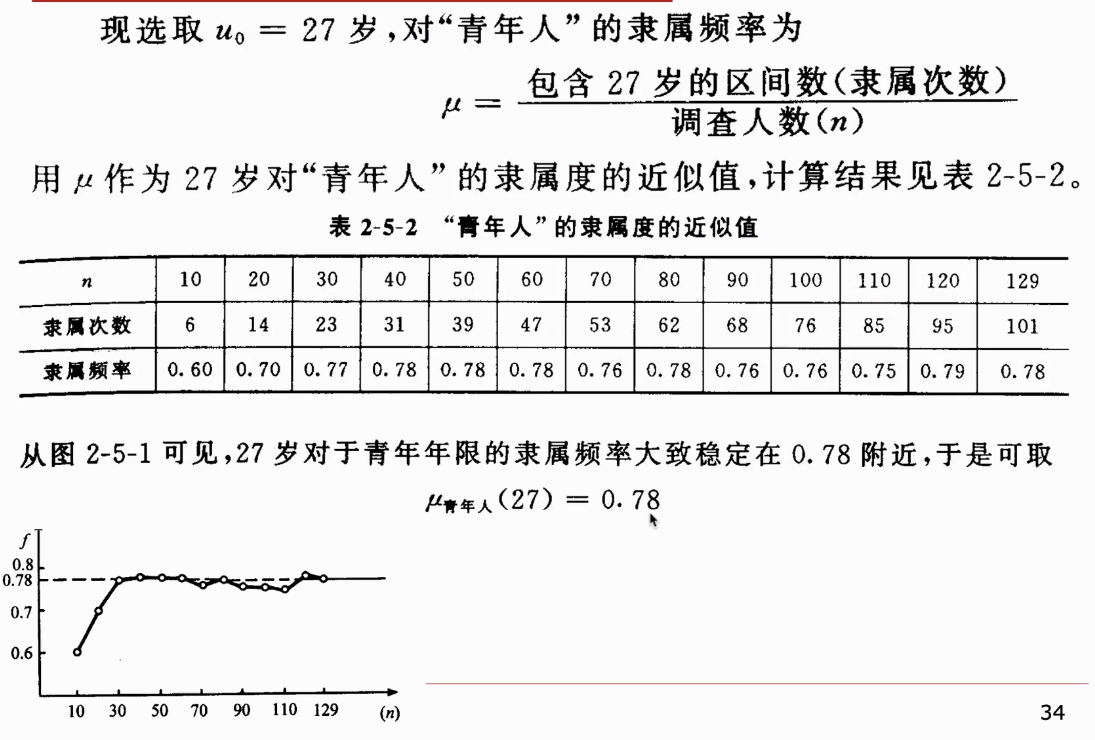 现选取 u₀ = 27 岁,对“青年人”的隶属频率为
μ = 包含 27 岁的区间数(隶属次数)
调查人数(n)
用 μ 作为 27 岁对“青年人”的隶属度的近似值,计算结果见表 2-5-2。
表 2-5-2 “青年人”的隶属度的近似值
n 10 20 30 40 50 60 70 80 90 100 110 120 129
隶属次数 6 14 23 31 39 47 53 62 68 76 85 95 101
隶属频率 0.60 0.70 0.77 0.78 0.78 0.78 0.76 0.78 0.76 0.76 0.75 0.79 0.78
从图 2-5-1 可见,27 岁对于青年年限的隶属频率大致稳定在 0.78 附近,于是可取
μ青年人(27) = 0.78
f
0.8
0.78
0.7
0.6
10 30 50 70 90 110 129 (n)
34